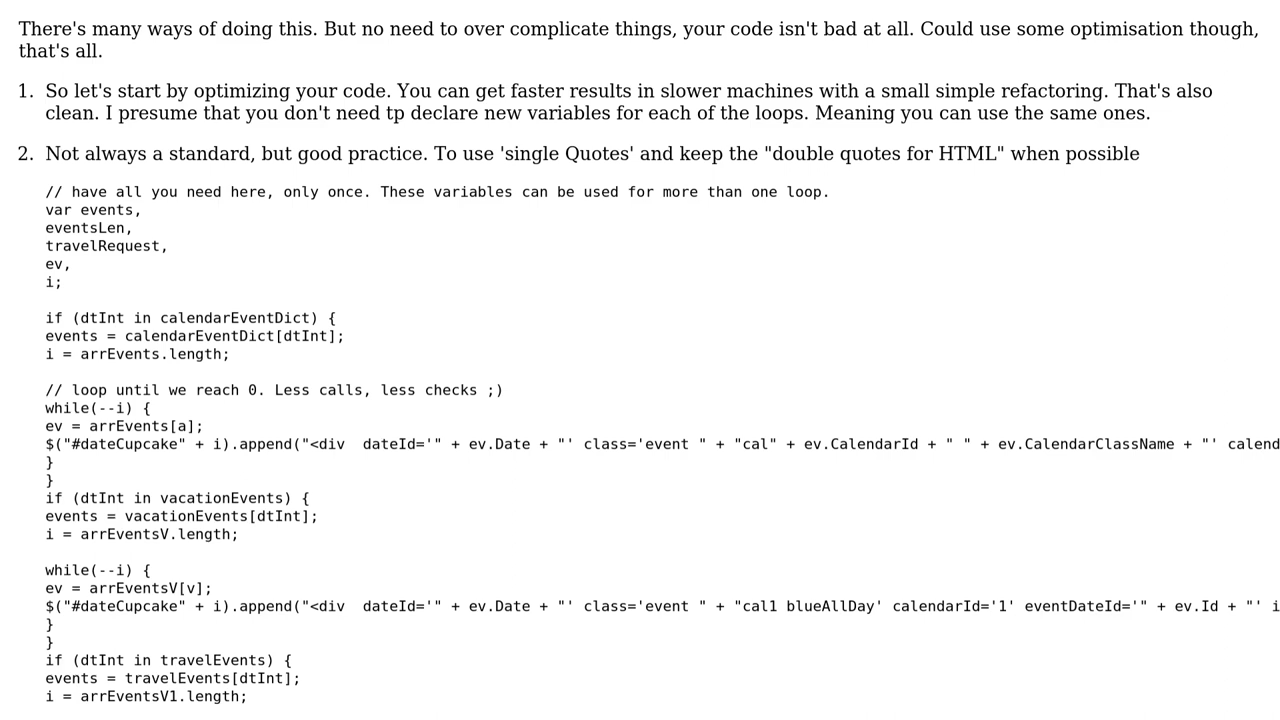 There's many ways of doing this. But no need to over complicate things, your code isn't bad at all. Could use some optimisation though,
that's all.
1. So let's start by optimizing your code. You can get faster results in slower machines with a small simple refactoring. That's also
clean. I presume that you don't need tp declare new variables for each of the loops. Meaning you can use the same ones.
2. Not always a standard, but good practice. To use 'single Quotes' and keep the "double quotes for HTML" when possible
// have all you need here, only once. These variables can be used for more than one loop.
var events,
eventsLen,
travelRequest,
ev,
i;
if (dtInt in calendarEventDict) {
events = calendarEventDict[dtInt];
i = arrEvents.length;
// loop until we reach 0. Less calls, less checks ;)
while(--i) {
ev = arrEvents[a];
$("#dateCupcake" + i).append("<div  dateId='" + ev.Date + "' class='event " + "cal" + ev.CalendarId + " " + ev.CalendarClassName + "' calend
}
}
if (dtInt in vacationEvents) {
events = vacationEvents[dtInt];
i = arrEventsV.length;
while(--i) {
ev = arrEventsV[v];
$("#dateCupcake" + i).append("<div  dateId='" + ev.Date + "' class='event " + "cal1 blueAllDay' calendarId='1' eventDateId='" + ev.Id + "' i
}
}
if (dtInt in travelEvents) {
events = travelEvents[dtInt];
i = arrEventsV1.length;